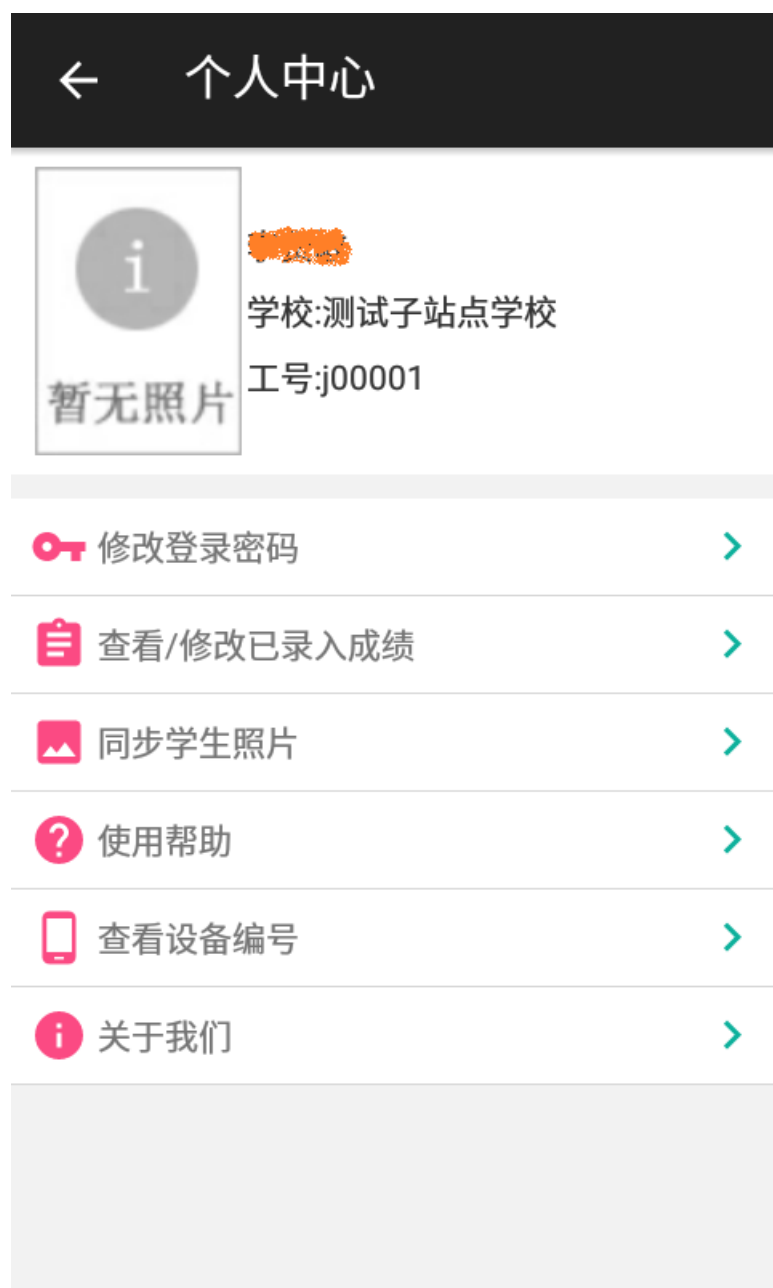 个人中心
暂无照片
学校:测试子站点学校
工号:j00001
修改登录密码
查看/修改已录入成绩
同步学生照片
使用帮助
查看设备编号
关于我们